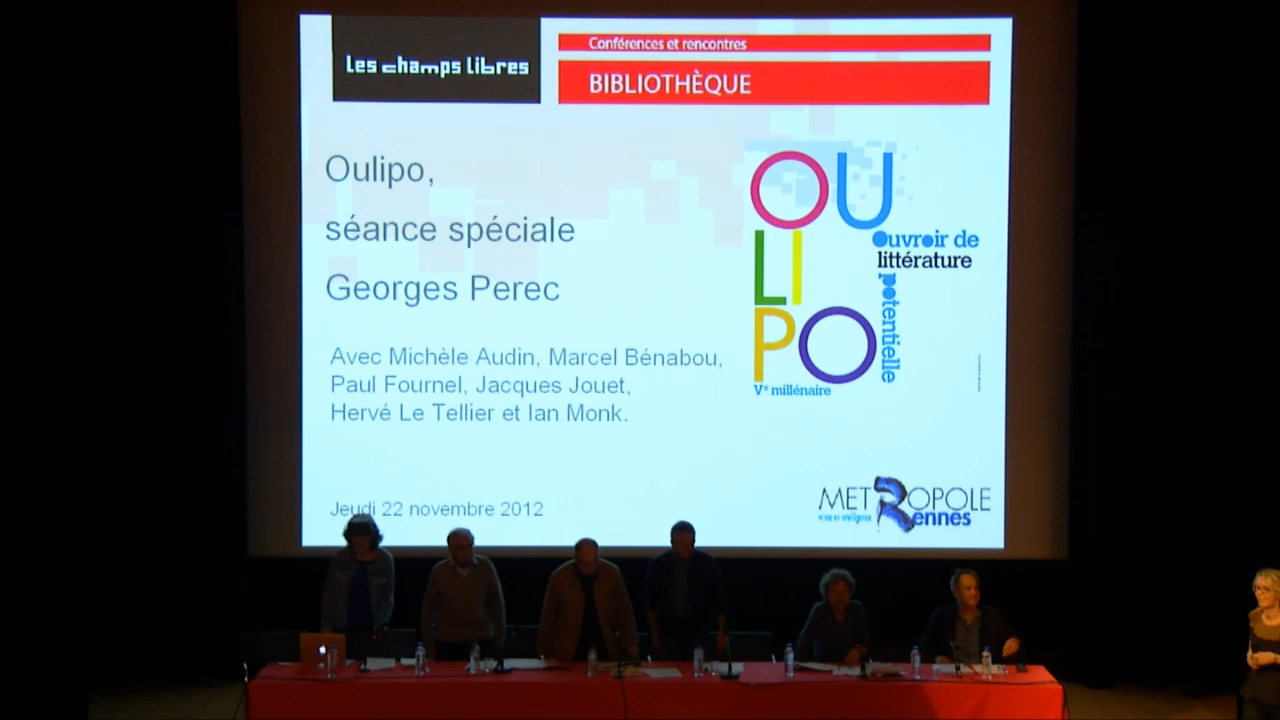 Les champs libres
Conférences et rencontres
BIBLIOTHÈQUE
Oulipo,
séance spéciale
Georges Perec
Avec Michèle Audin, Marcel Bénabou,
Paul Fournel, Jacques Jouet,
Hervé Le Tellier et Ian Monk.
OU
LI
PO
Ouvroir de
littérature
potentielle
Vᵉ millénaire
Jeudi 22 novembre 2012
METROPOLE
Rennes